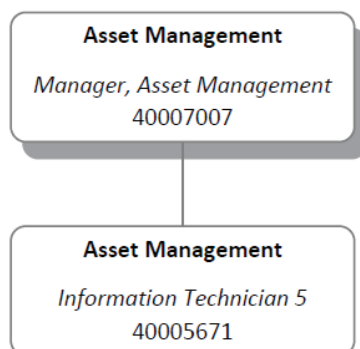 Asset Management
Manager, Asset Management
40007007
Asset Management
Information Technician 5
40005671